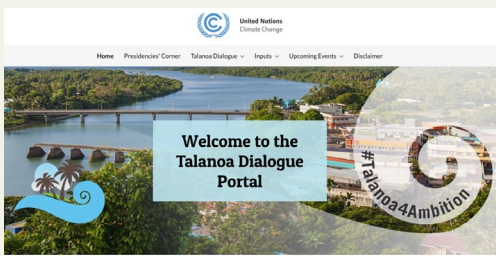 United Nations
Climate Change
Home Presidencies' Corner Talanoa Dialogue Inputs Upcoming Events Disclaimer
Welcome to the
Talanoa Dialogue
Portal
#Talanoa4Ambition